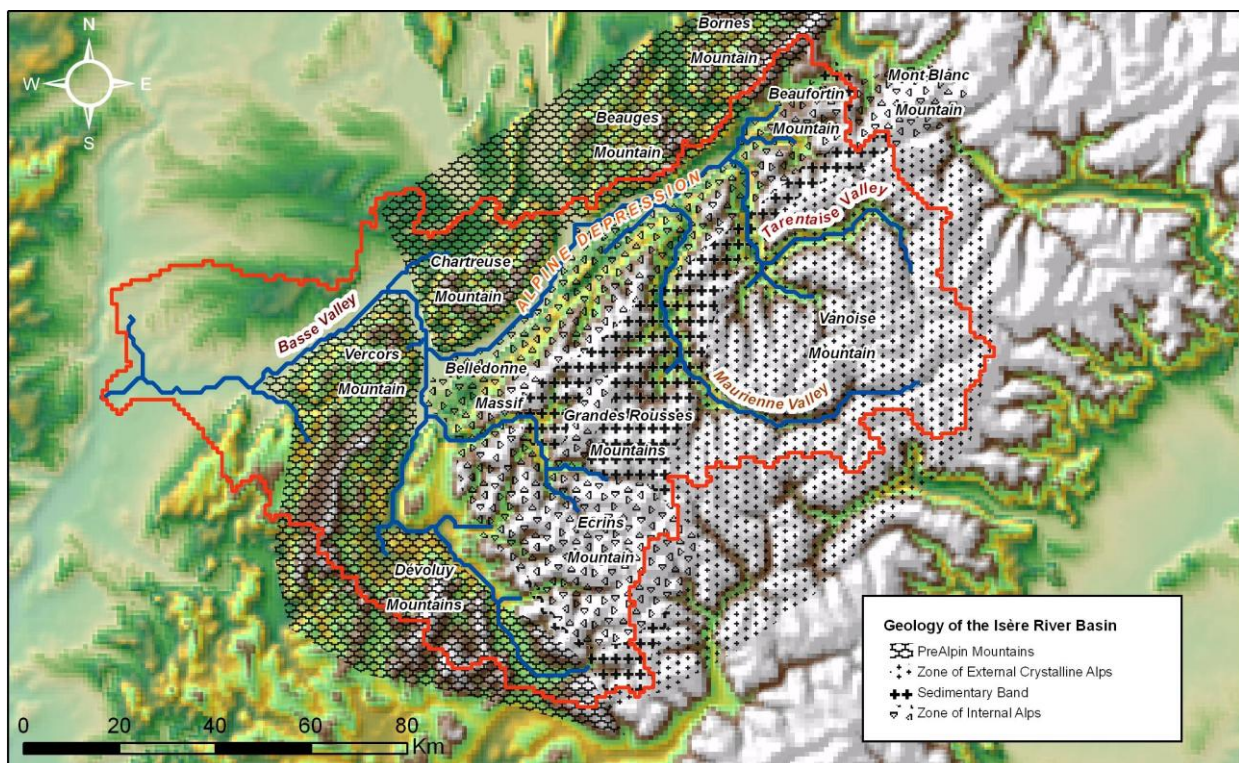 N
W
E
S
Bornes
Mountain
Mont Blanc
Mountain
Beaufortin
Mountain
Beauges
Mountain
ALPINE DEPRESSION
Tarentaise Valley
Chartreuse
Mountain
Basse Valley
Vanoise
Mountain
Vercors
Mountain
Belledonne
Massif
Maurienne Valley
Grandes Rousses
Mountains
Ecrins
Mountain
Dévoluy
Mountains
Geology of the Isère River Basin
PreAlpin Mountains
Zone of External Crystalline Alps
Sedimentary Band
Zone of Internal Alps
0 20 40 60 80
Km